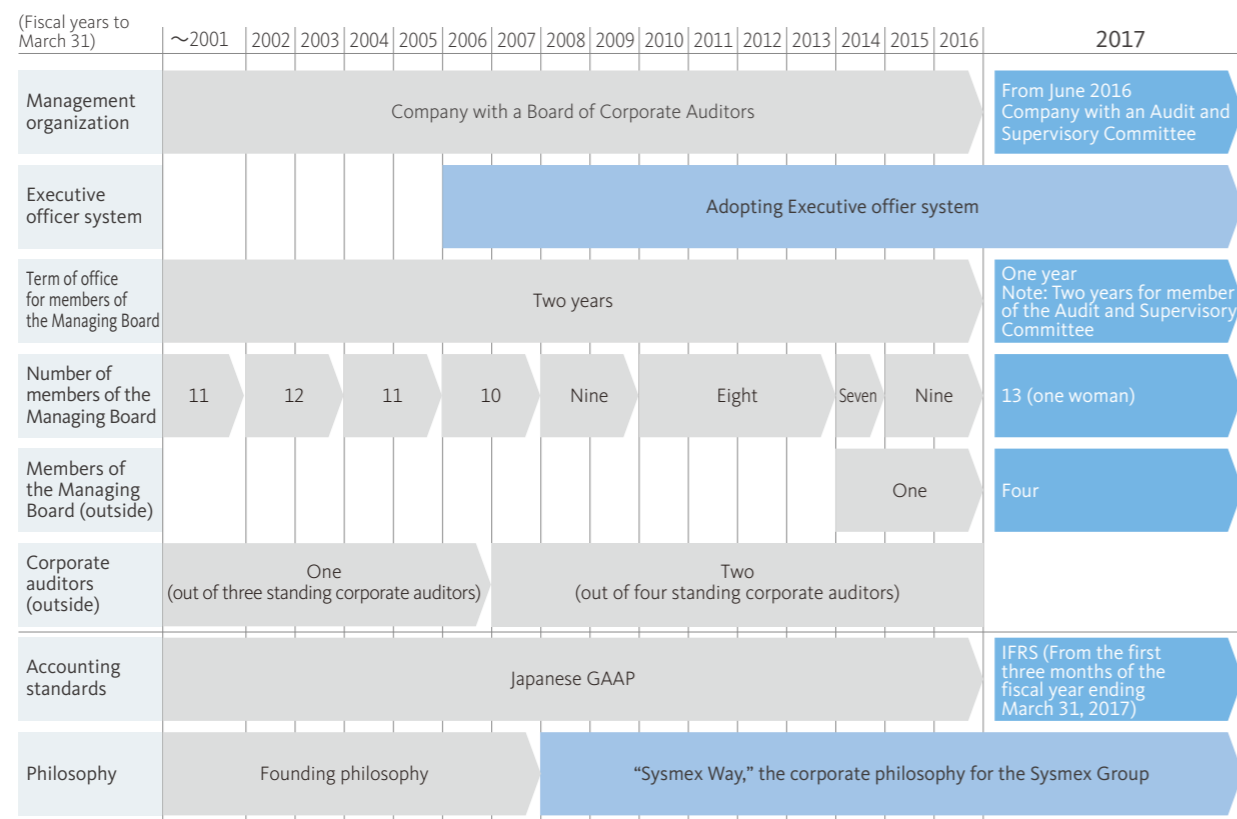 (Fiscal years to
March 31)
～2001 2002 2003 2004 2005 2006 2007 2008 2009 2010 2011 2012 2013 2014 2015 2016 2017
Management
organization
Company with a Board of Corporate Auditors
From June 2016
Company with an Audit and
Supervisory Committee
Executive
officer system
Adopting Executive offier system
Term of office
for members of
the Managing Board
Two years
One year
Note: Two years for member
of the Audit and Supervisory
Committee
Number of
members of the
Managing Board
11 12 11 10 Nine Eight Seven Nine 13 (one woman)
Members of
the Managing
Board (outside)
One
Four
Corporate
auditors
(outside)
One
(out of three standing corporate auditors)
Two
(out of four standing corporate auditors)
Accounting
standards
Japanese GAAP
IFRS (From the first
three months of the
fiscal year ending
March 31, 2017)
Philosophy
Founding philosophy
“Sysmex Way,” the corporate philosophy for the Sysmex Group